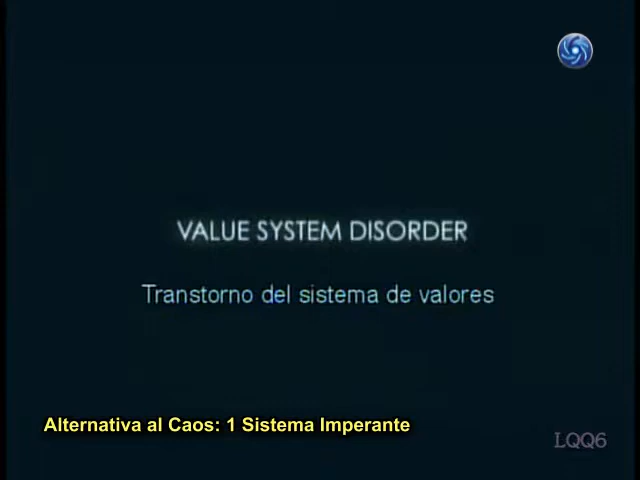 VALUE SYSTEM DISORDER
Transtorno del sistema de valores
Alternativa al Caos: 1 Sistema Imperante
LQQ6